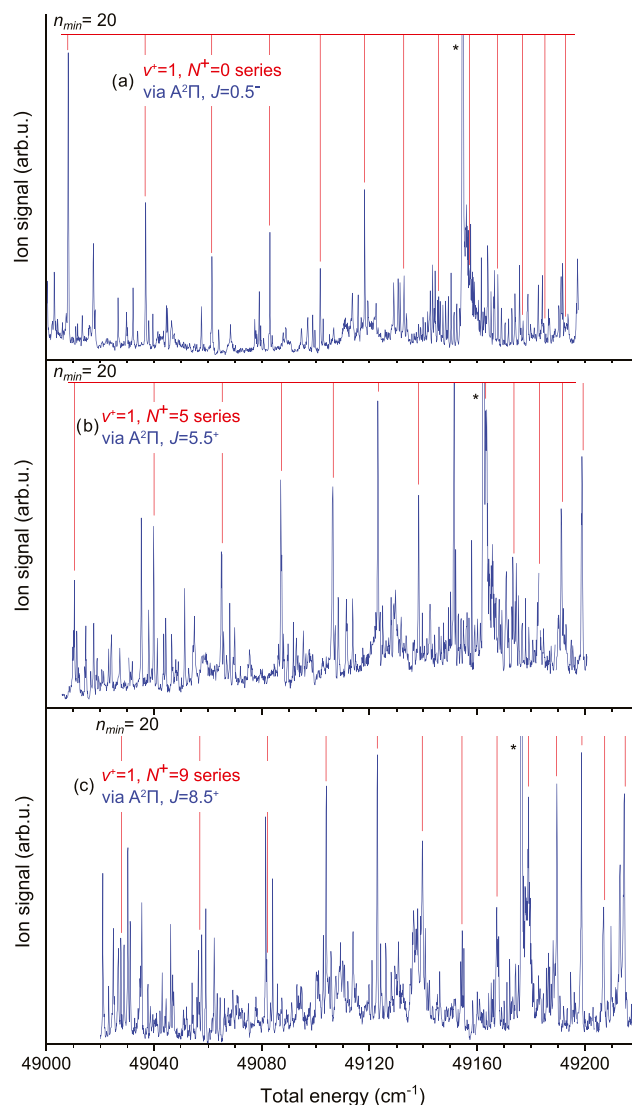 n_min = 20
*
(a)
v⁺=1, N⁺=0 series
via A²Π, J=0.5⁻
Ion signal (arb.u.)
n_min = 20
*
(b)
v⁺=1, N⁺=5 series
via A²Π, J=5.5⁺
Ion signal (arb.u.)
n_min = 20
*
(c)
v⁺=1, N⁺=9 series
via A²Π, J=8.5⁺
Ion signal (arb.u.)
49000 49040 49080 49120 49160 49200
Total energy (cm⁻¹)